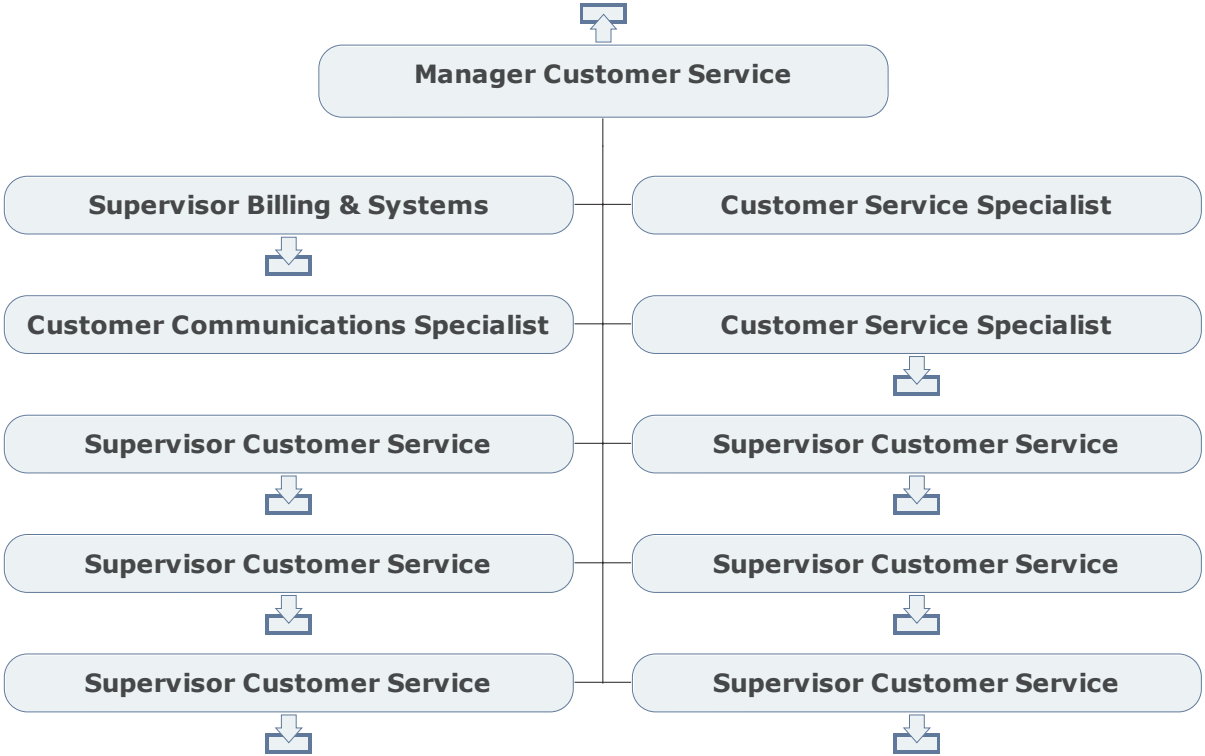 Manager Customer Service
Supervisor Billing & Systems
Customer Service Specialist
Customer Communications Specialist
Customer Service Specialist
Supervisor Customer Service
Supervisor Customer Service
Supervisor Customer Service
Supervisor Customer Service
Supervisor Customer Service
Supervisor Customer Service